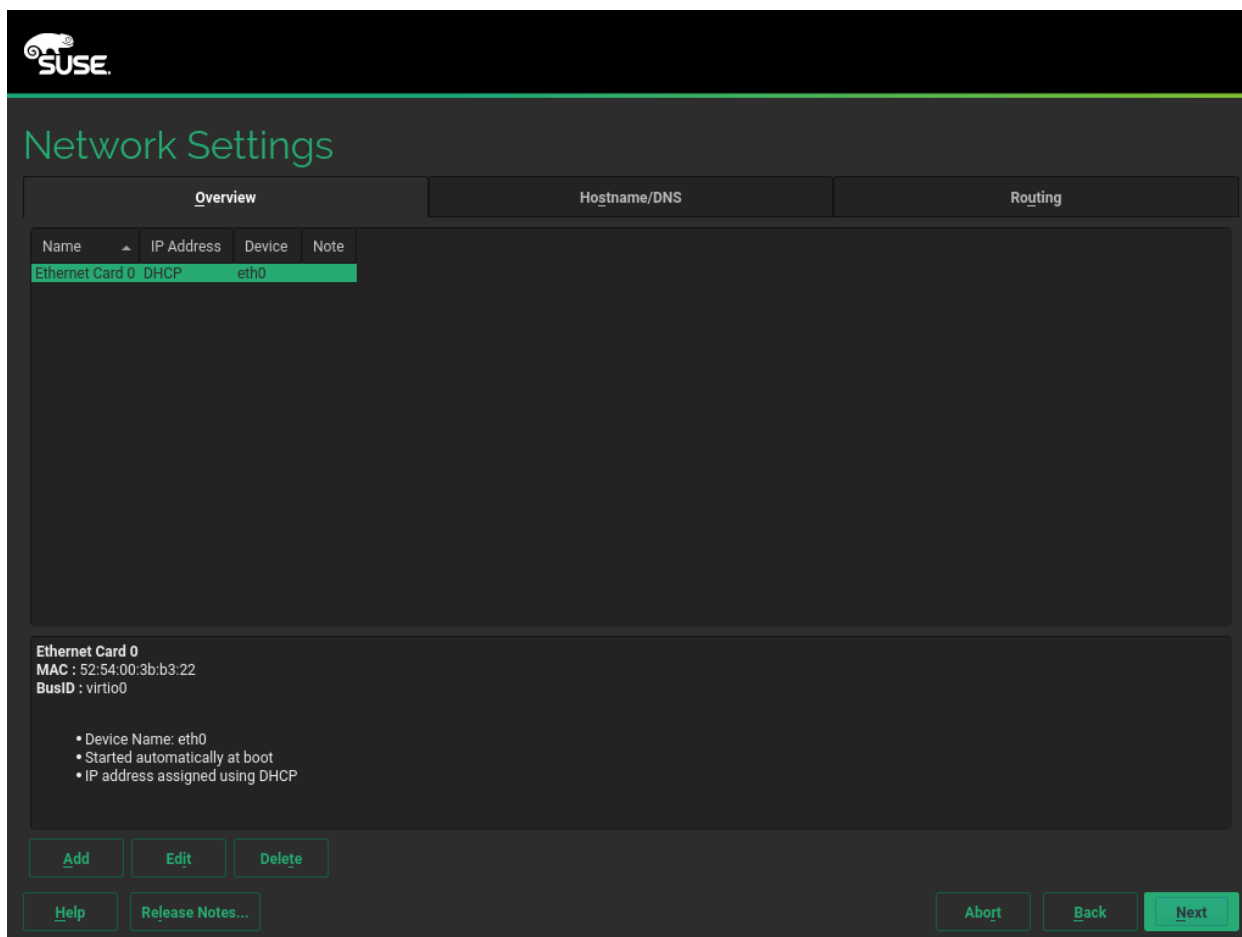 SUSE.
Network Settings
Overview Hostname/DNS Routing
Name IP Address Device Note
Ethernet Card 0 DHCP eth0
Ethernet Card 0
MAC : 52:54:00:3b:b3:22
BusID : virtio0
• Device Name: eth0
• Started automatically at boot
• IP address assigned using DHCP
Add Edit Delete
Help Release Notes... Abort Back Next